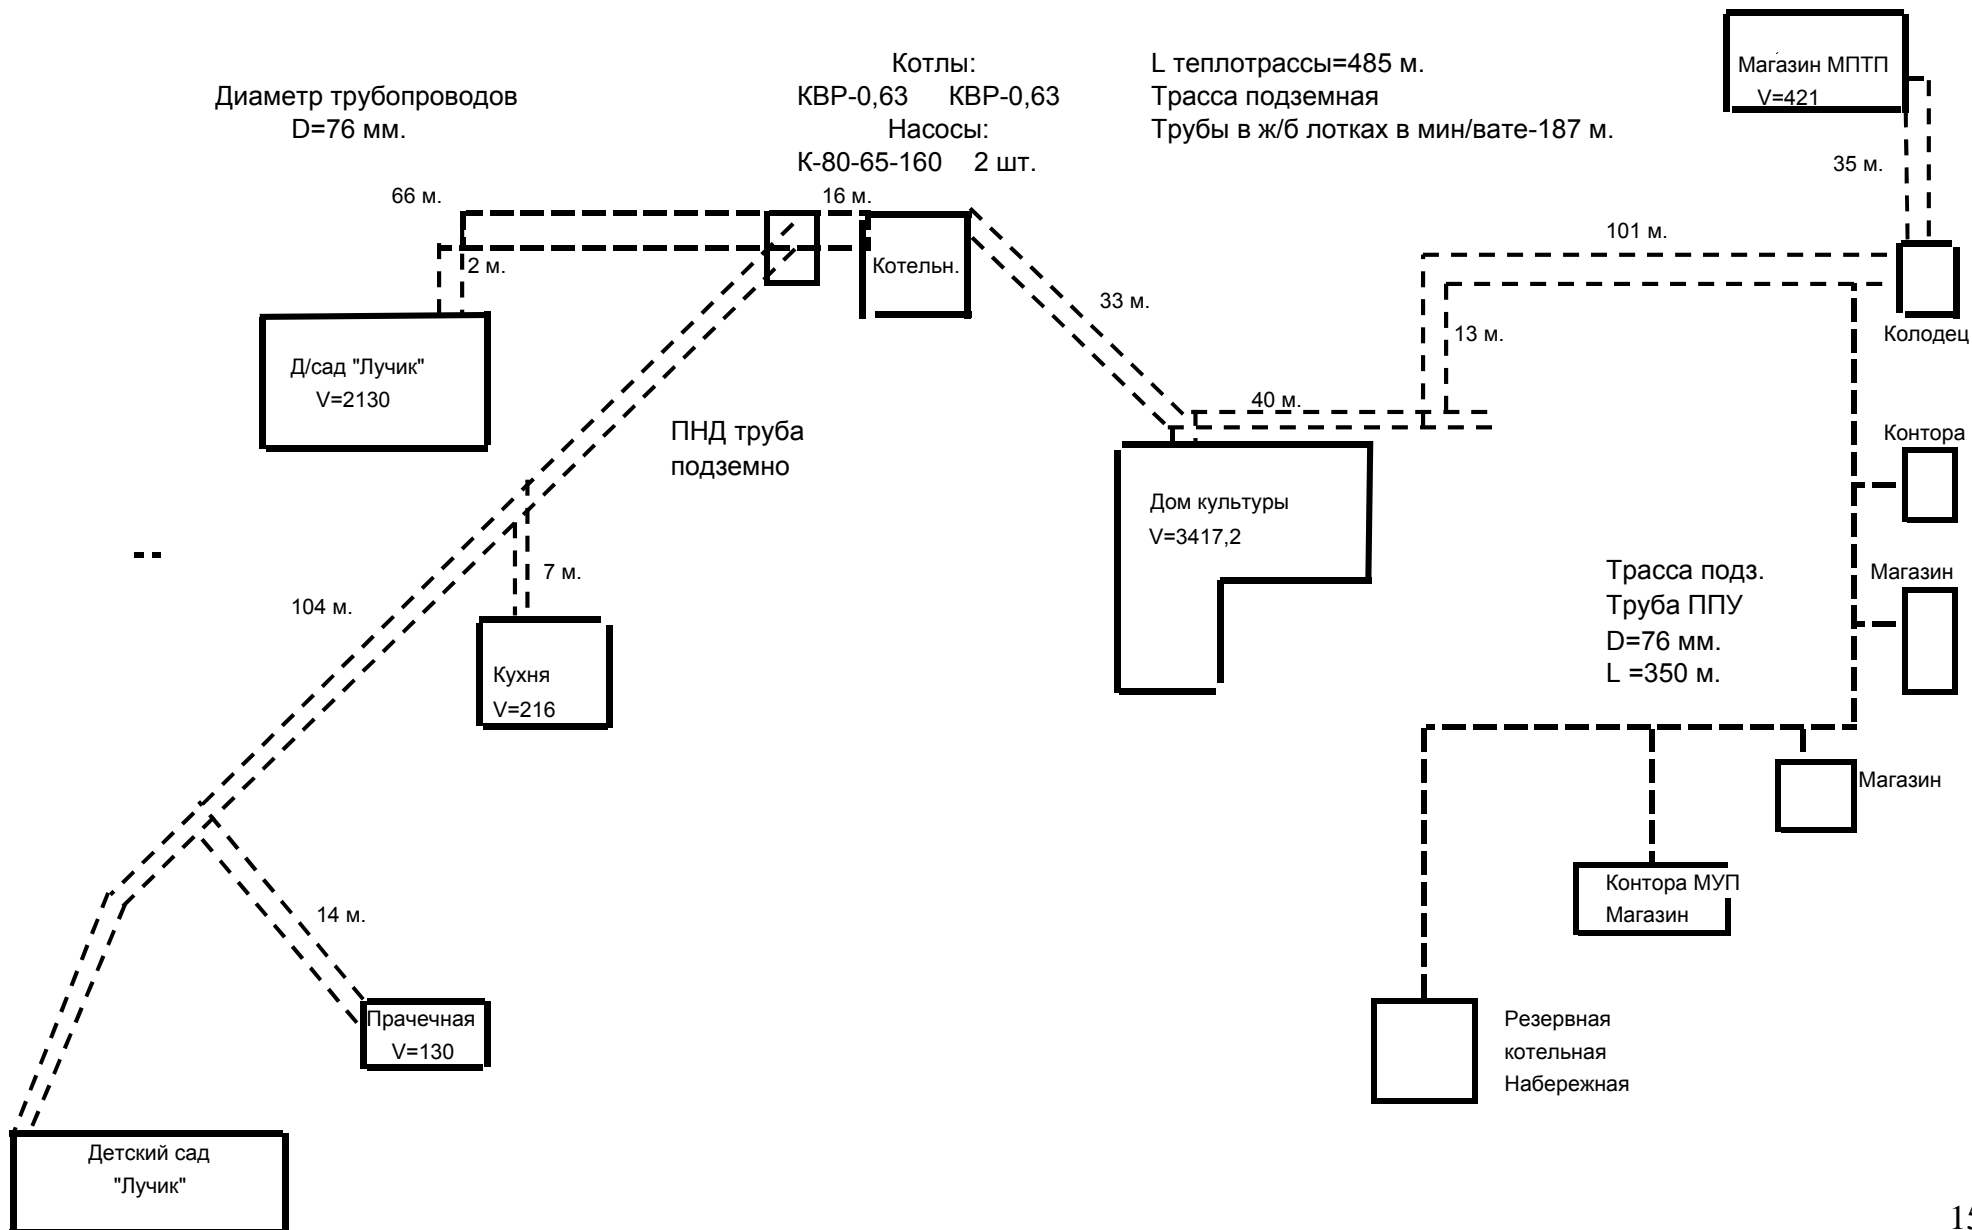 Котлы:
КВР-0,63 КВР-0,63
Насосы:
К-80-65-160 2 шт.
L теплотрассы=485 м.
Трасса подземная
Трубы в ж/б лотках в мин/вате-187 м.
Магазин МПТП
V=421
Диаметр трубопроводов
D=76 мм.
35 м.
66 м.
16 м.
2 м.
Котельн.
33 м.
101 м.
13 м.
Колодец
Д/сад "Лучик"
V=2130
40 м.
ПНД труба
подземно
Контора
Дом культуры
V=3417,2
7 м.
104 м.
Трасса подз.
Труба ППУ
D=76 мм.
L =350 м.
Магазин
Кухня
V=216
Магазин
14 м.
Контора МУП
Магазин
Прачечная
V=130
Резервная
котельная
Набережная
Детский сад
"Лучик"